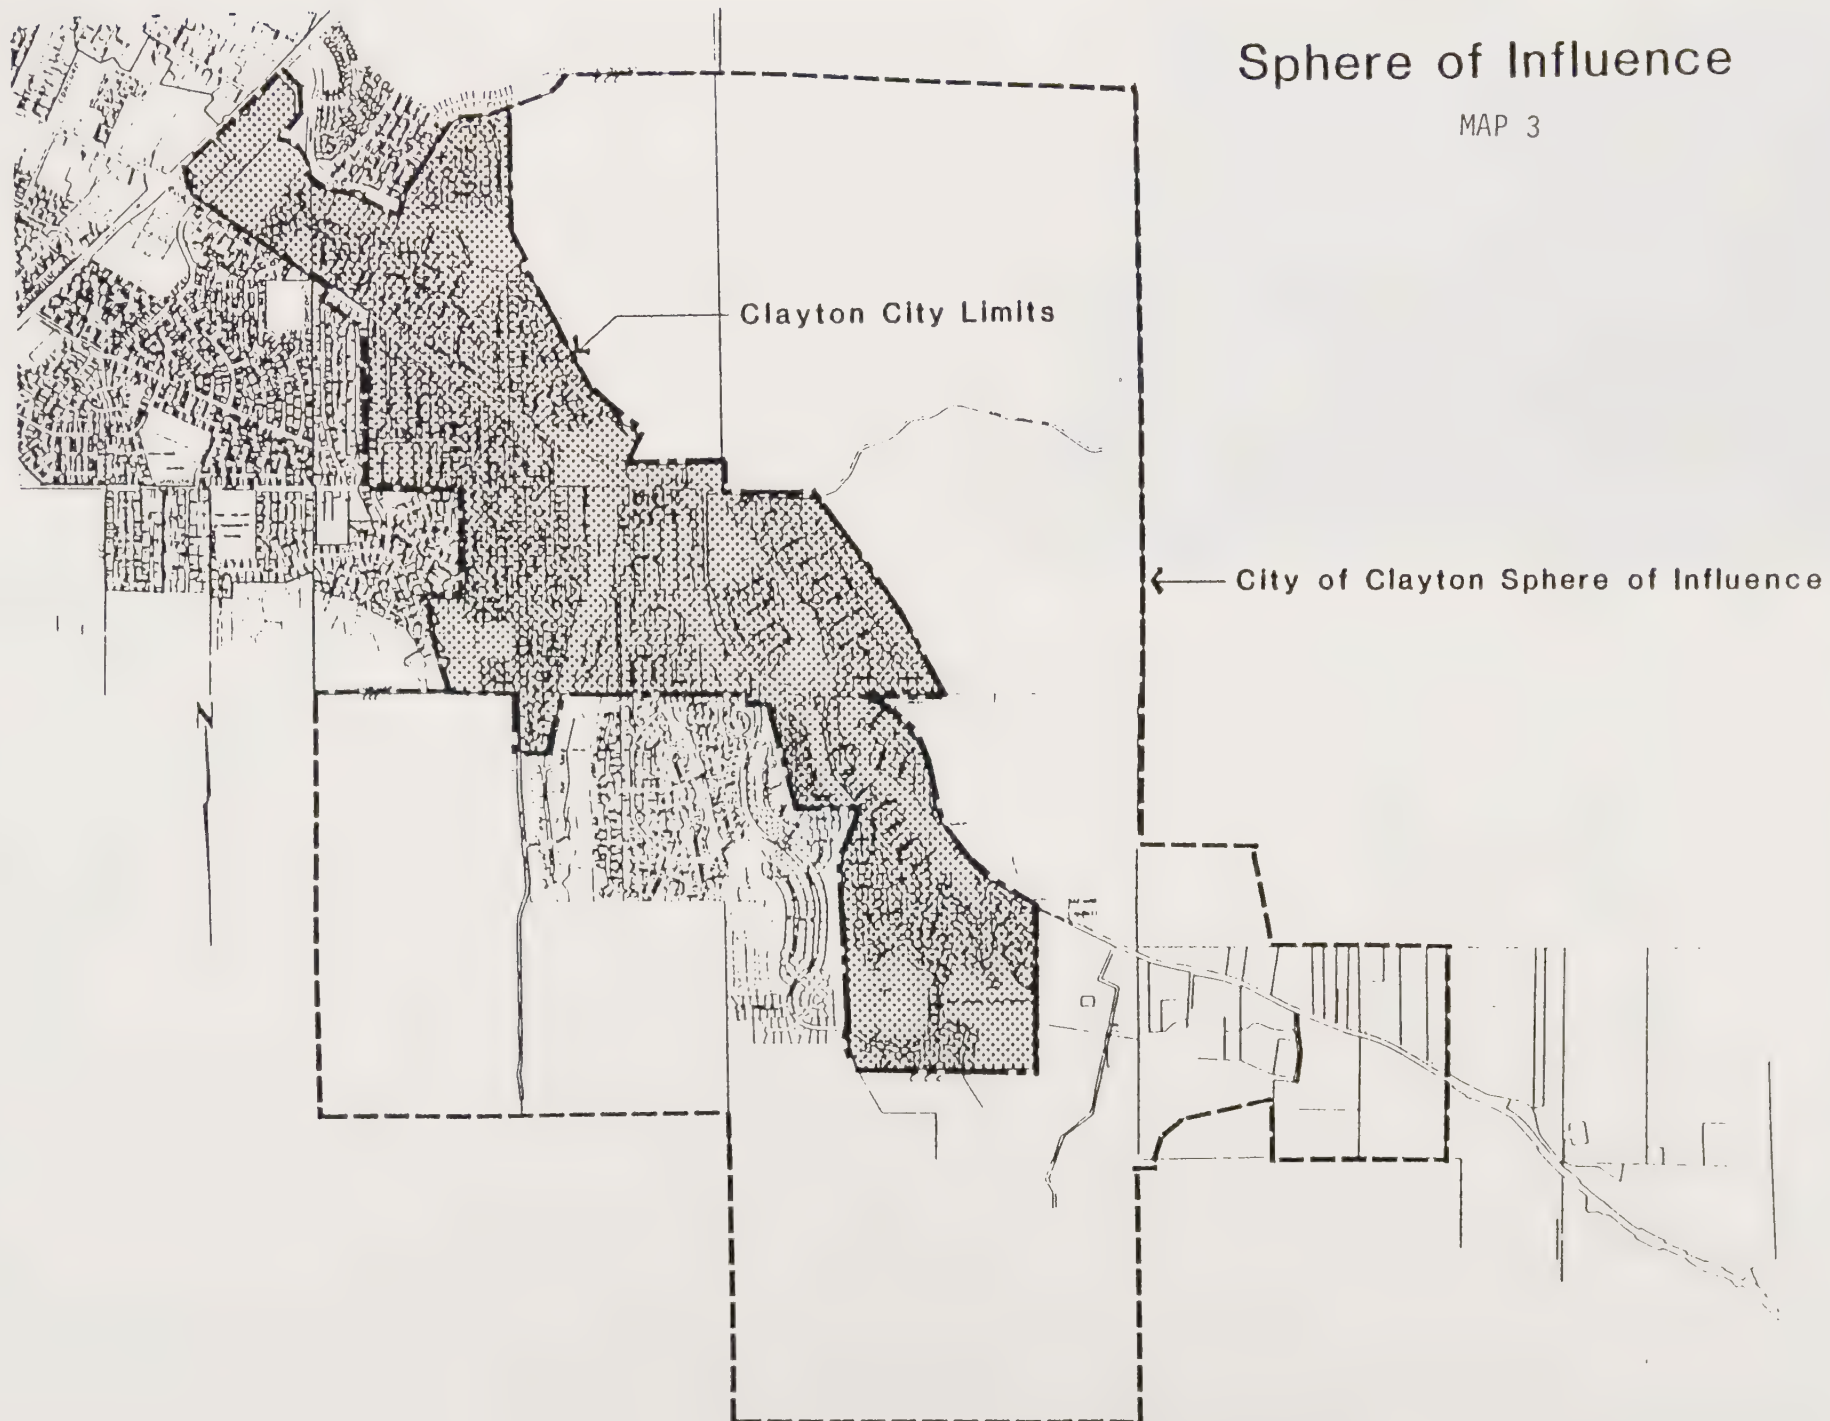 Sphere of Influence
MAP 3
Clayton City Limits
City of Clayton Sphere of Influence
N